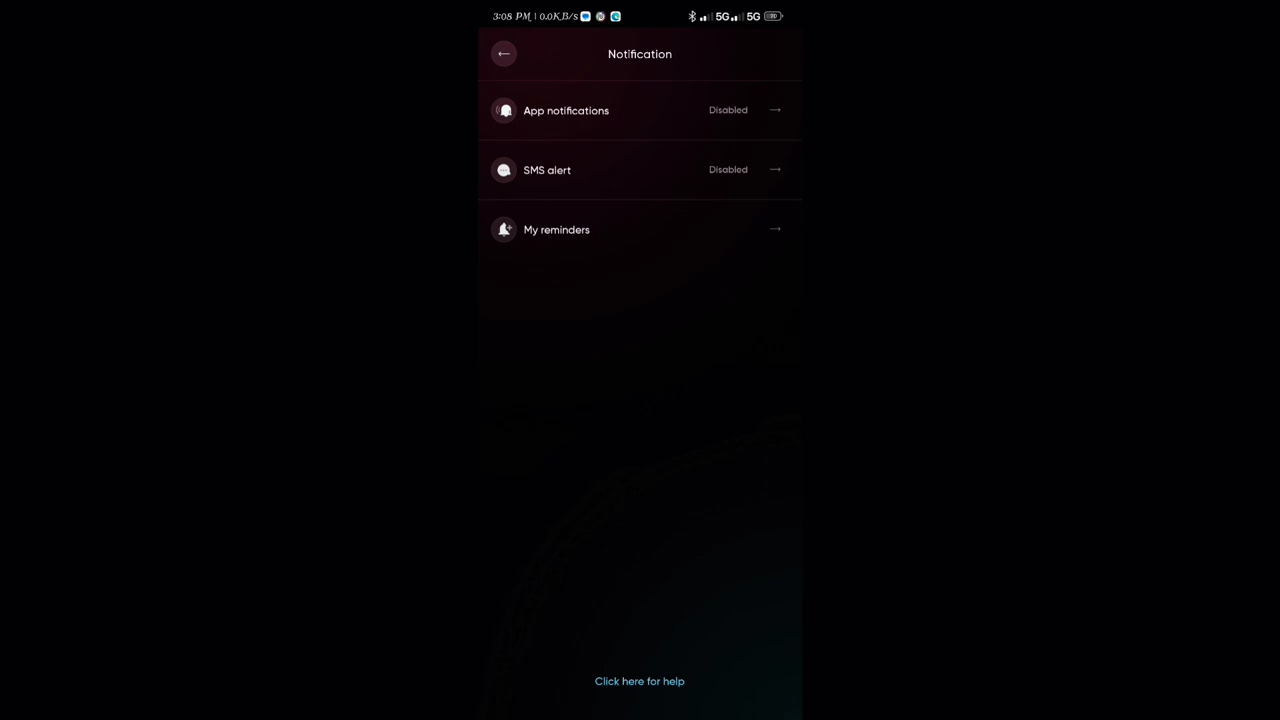 3:08 PM | 0.0KB/s 5G 5G
Notification
App notifications Disabled
SMS alert Disabled
My reminders
Click here for help